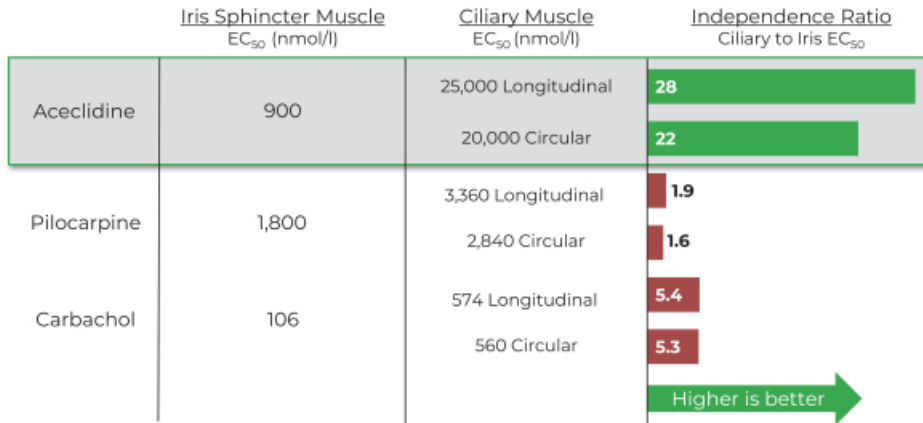 Iris Sphincter Muscle
EC50 (nmol/l)
Ciliary Muscle
EC50 (nmol/l)
Independence Ratio
Ciliary to Iris EC50
Aceclidine
900
25,000 Longitudinal
28
20,000 Circular
22
Pilocarpine
1,800
3,360 Longitudinal
1.9
2,840 Circular
1.6
Carbachol
106
574 Longitudinal
5.4
560 Circular
5.3
Higher is better